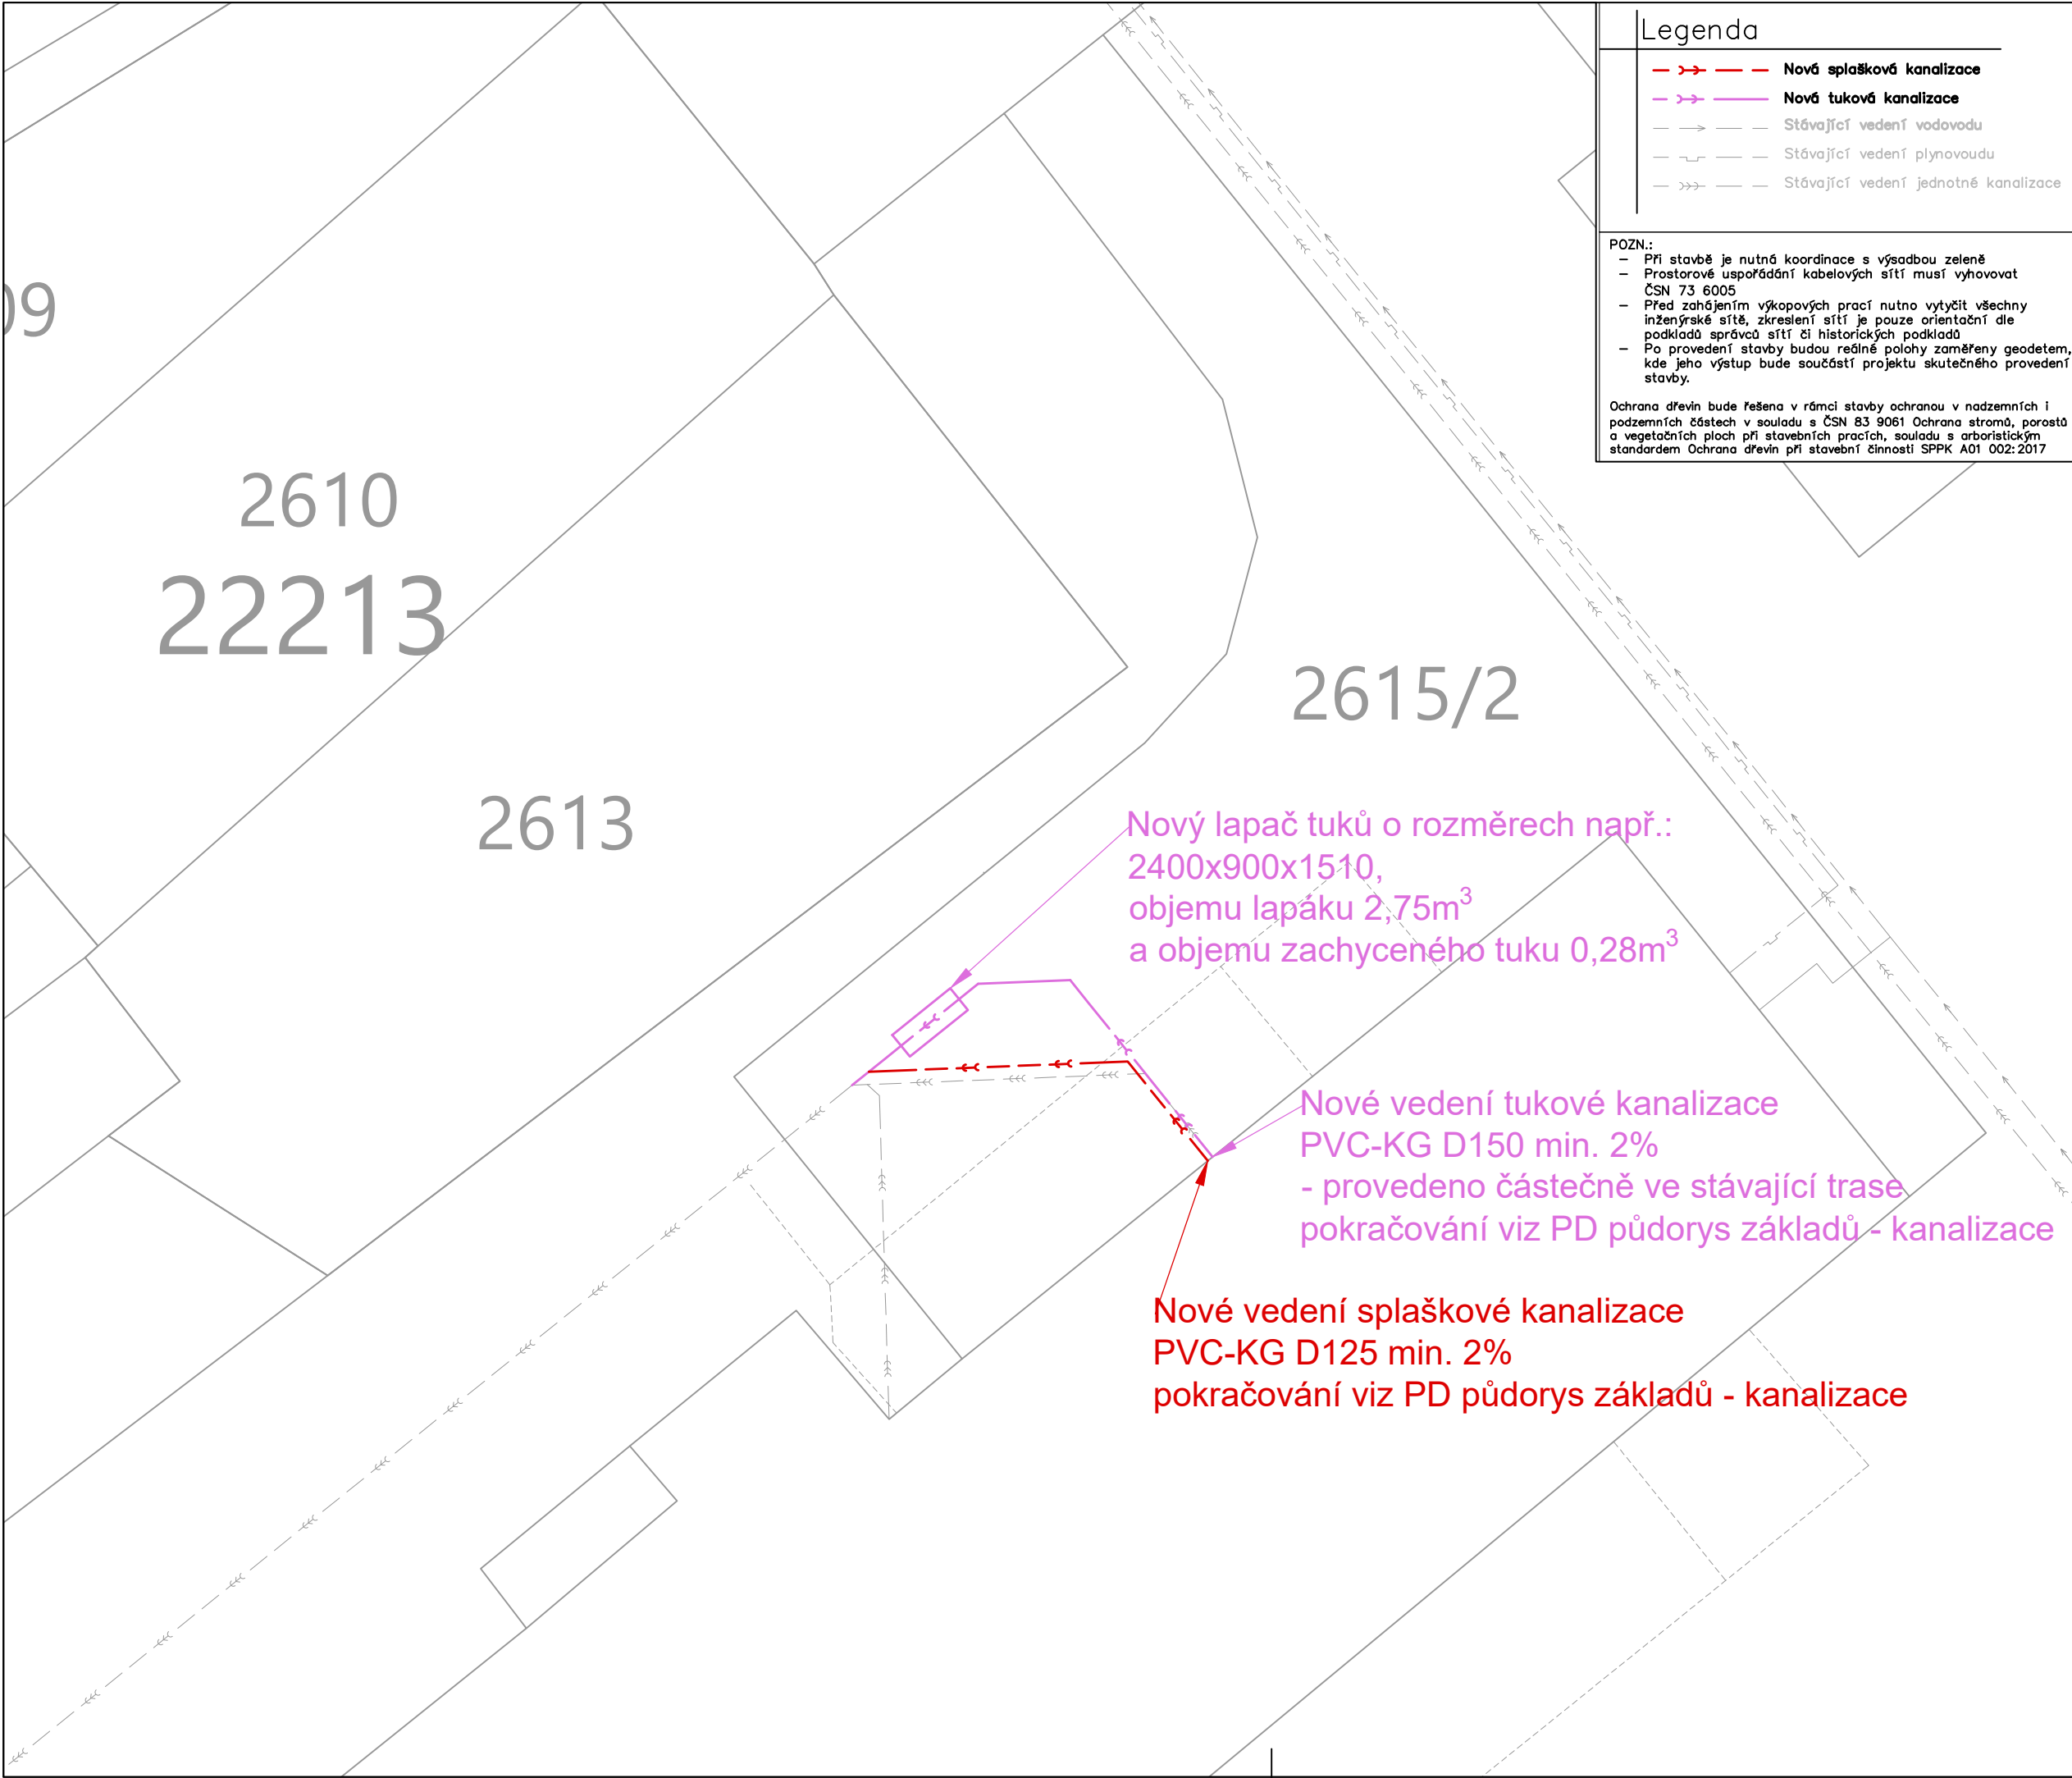 Legenda
Nová splašková kanalizace
Nová tuková kanalizace
Stávající vedení vodovodu
Stávající vedení plynovoudu
Stávající vedení jednotné kanalizace
POZN.:
– Při stavbě je nutná koordinace s výsadbou zeleně
– Prostorové uspořádání kabelových sítí musí vyhovovat
ČSN 73 6005
– Před zahájením výkopových prací nutno vytyčit všechny
inženýrské sítě, zkreslení sítí je pouze orientační dle
podkladů správců sítí či historických podkladů
– Po provedení stavby budou reálné polohy zaměřeny geodetem,
kde jeho výstup bude součástí projektu skutečného provedení
stavby.
Ochrana dřevin bude řešena v rámci stavby ochranou v nadzemních i
podzemních částech v souladu s ČSN 83 9061 Ochrana stromů, porostů
a vegetačních ploch při stavebních pracích, souladu s arboristickým
standardem Ochrana dřevin při stavební činnosti SPPK A01 002:2017
09
2610
22213
2615/2
2613
Nový lapač tuků o rozměrech např.:
2400x900x1510,
objemu lapáku 2,75m³
a objemu zachyceného tuku 0,28m³
Nové vedení tukové kanalizace
PVC-KG D150 min. 2%
- provedeno částečně ve stávající trase
pokračování viz PD půdorys základů - kanalizace
Nové vedení splaškové kanalizace
PVC-KG D125 min. 2%
pokračování viz PD půdorys základů - kanalizace